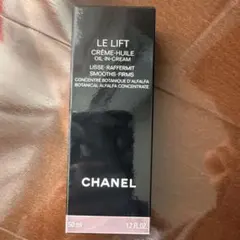 LE LIFT
CRÈME-HUILE
OIL-IN-CREAM
LISSE-RAFFERMIT
SMOOTHS-FIRMS
CONCENTRÉ BOTANIQUE D'ALFALFA
BOTANICAL ALFALFA CONCENTRATE
CHANEL
50 ml 1.7 FL.OZ.